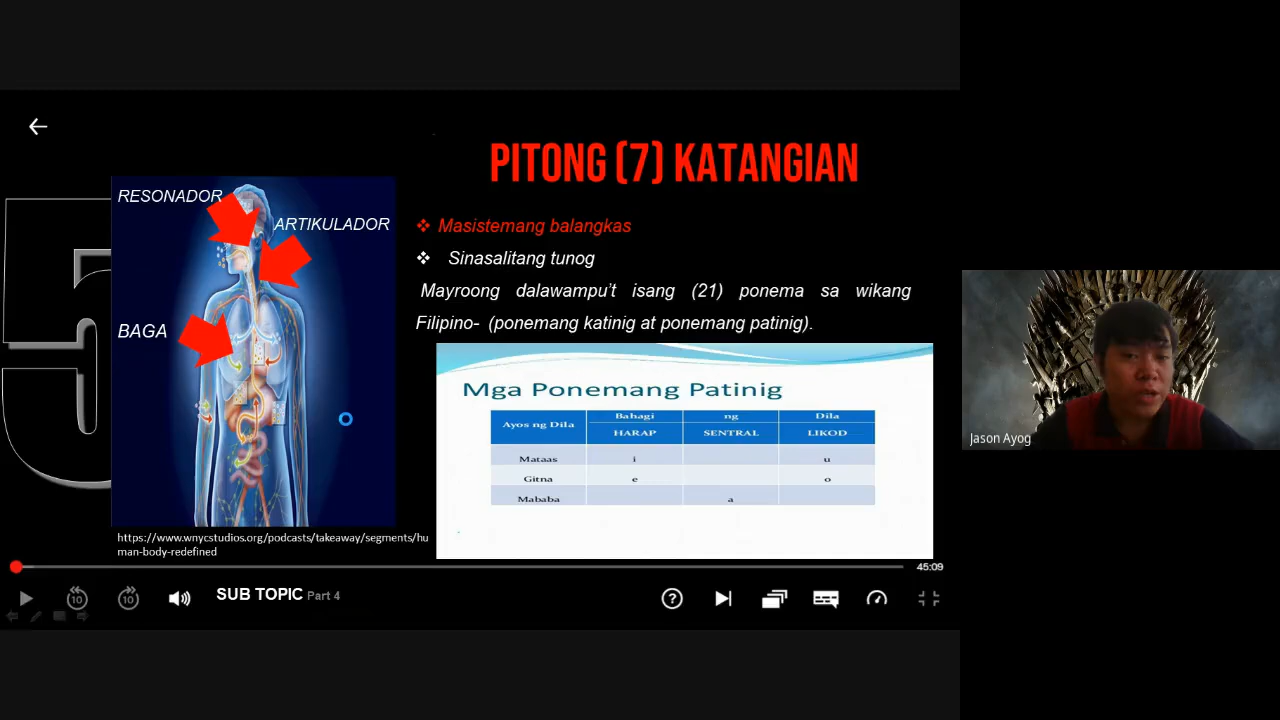 PITONG (7) KATANGIAN
RESONADOR
ARTIKULADOR
BAGA
https://www.wnycstudios.org/podcasts/takeaway/segments/hu
man-body-redefined
5
❖ Masistemang balangkas
❖ Sinasalitang tunog
Mayroong dalawampu’t isang (21) ponema sa wikang
Filipino- (ponemang katinig at ponemang patinig).
Mga Ponemang Patinig
Ayos ng Dila Bahagi ng Dila
HARAP SENTRAL LIKOD
Mataas i u
Gitna e o
Mababa a
45:09
10 10 SUB TOPIC Part 4 ?
Jason Ayog